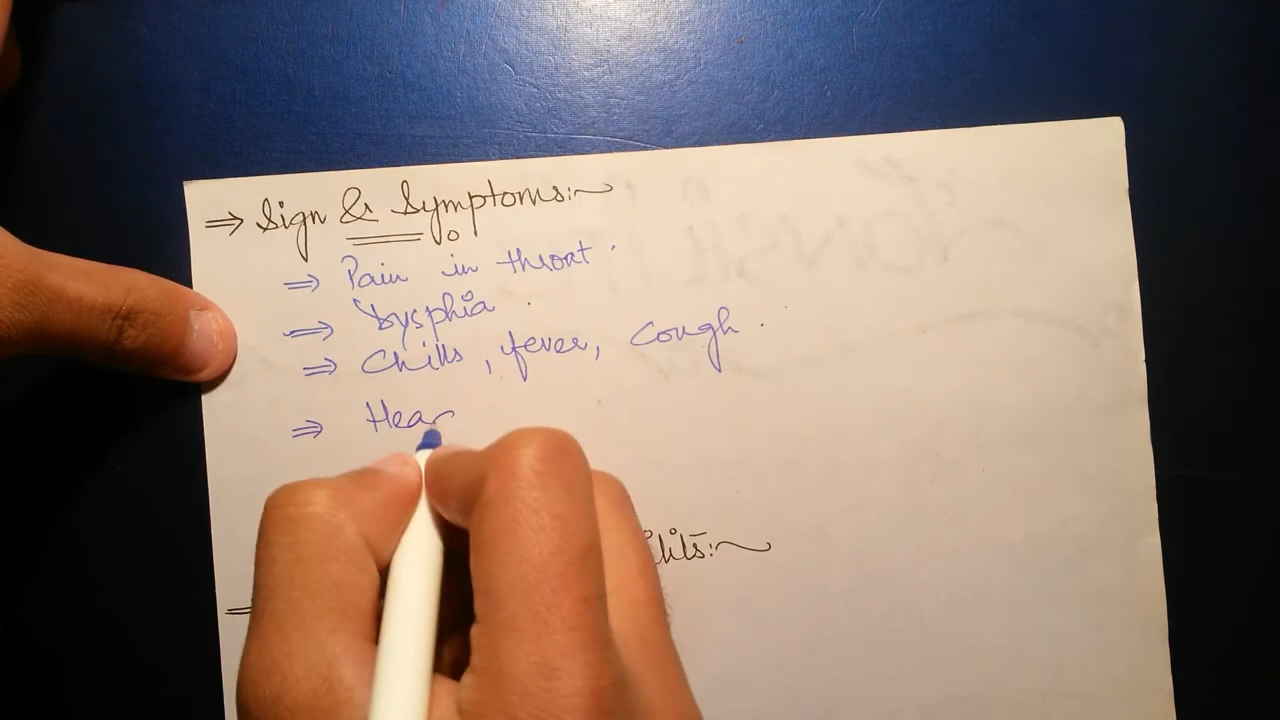 ⇒ Sign & Symptoms:~
⇒ Pain in throat.
⇒ Dysphia.
⇒ Chills, fever, Cough.
⇒ Hear